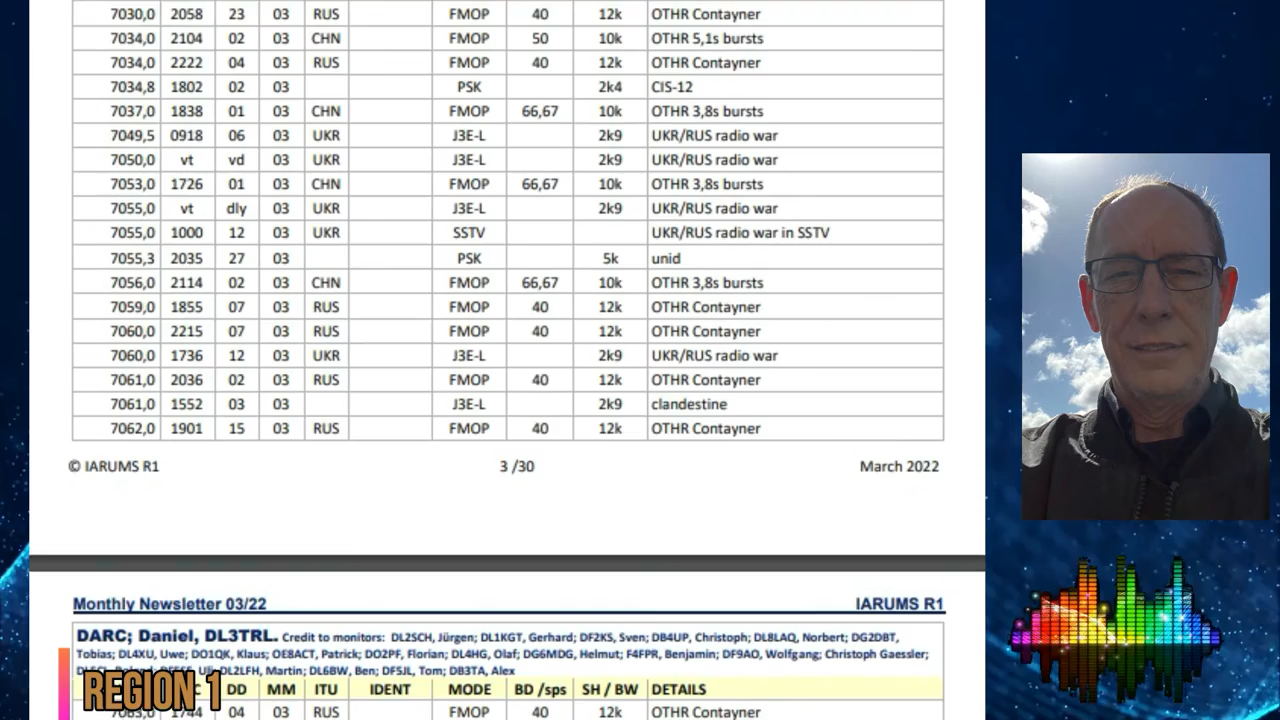 7030,0 2058 23 03 RUS FMOP 40 12k OTHR Contayner
7034,0 2104 02 03 CHN FMOP 50 10k OTHR 5,1s bursts
7034,0 2222 04 03 RUS FMOP 40 12k OTHR Contayner
7034,8 1802 02 03 PSK 2k4 CIS-12
7037,0 1838 01 03 CHN FMOP 66,67 10k OTHR 3,8s bursts
7049,5 0918 06 03 UKR J3E-L 2k9 UKR/RUS radio war
7050,0 vt vd 03 UKR J3E-L 2k9 UKR/RUS radio war
7053,0 1726 01 03 CHN FMOP 66,67 10k OTHR 3,8s bursts
7055,0 vt dly 03 UKR J3E-L 2k9 UKR/RUS radio war
7055,0 1000 12 03 UKR SSTV UKR/RUS radio war in SSTV
7055,3 2035 27 03 PSK 5k unid
7056,0 2114 02 03 CHN FMOP 66,67 10k OTHR 3,8s bursts
7059,0 1855 07 03 RUS FMOP 40 12k OTHR Contayner
7060,0 2215 07 03 RUS FMOP 40 12k OTHR Contayner
7060,0 1736 12 03 UKR J3E-L 2k9 UKR/RUS radio war
7061,0 2036 02 03 RUS FMOP 40 12k OTHR Contayner
7061,0 1552 03 03 J3E-L 2k9 clandestine
7062,0 1901 15 03 RUS FMOP 40 12k OTHR Contayner
© IARUMS R1 3 /30 March 2022
Monthly Newsletter 03/22 IARUMS R1
DARC; Daniel, DL3TRL. Credit to monitors: DL2SCH, Jürgen; DL1KGT, Gerhard; DF2KS, Sven; DB4UP, Christoph; DL8LAQ, Norbert; DG2DBT,
Tobias; DL4XU, Uwe; DO1QK, Klaus; OE8ACT, Patrick; DO2PF, Florian; DL4HG, Olaf; DG6MDG, Helmut; F4FPR, Benjamin; DF9AO, Wolfgang; Christoph Gaessler;
DL2LFH, Martin; DL6BW, Ben; DF5JL, Tom; DB3TA, Alex
REGION 1
C DD MM ITU IDENT MODE BD /sps SH / BW DETAILS
7063,0 1744 04 03 RUS FMOP 40 12k OTHR Contayner